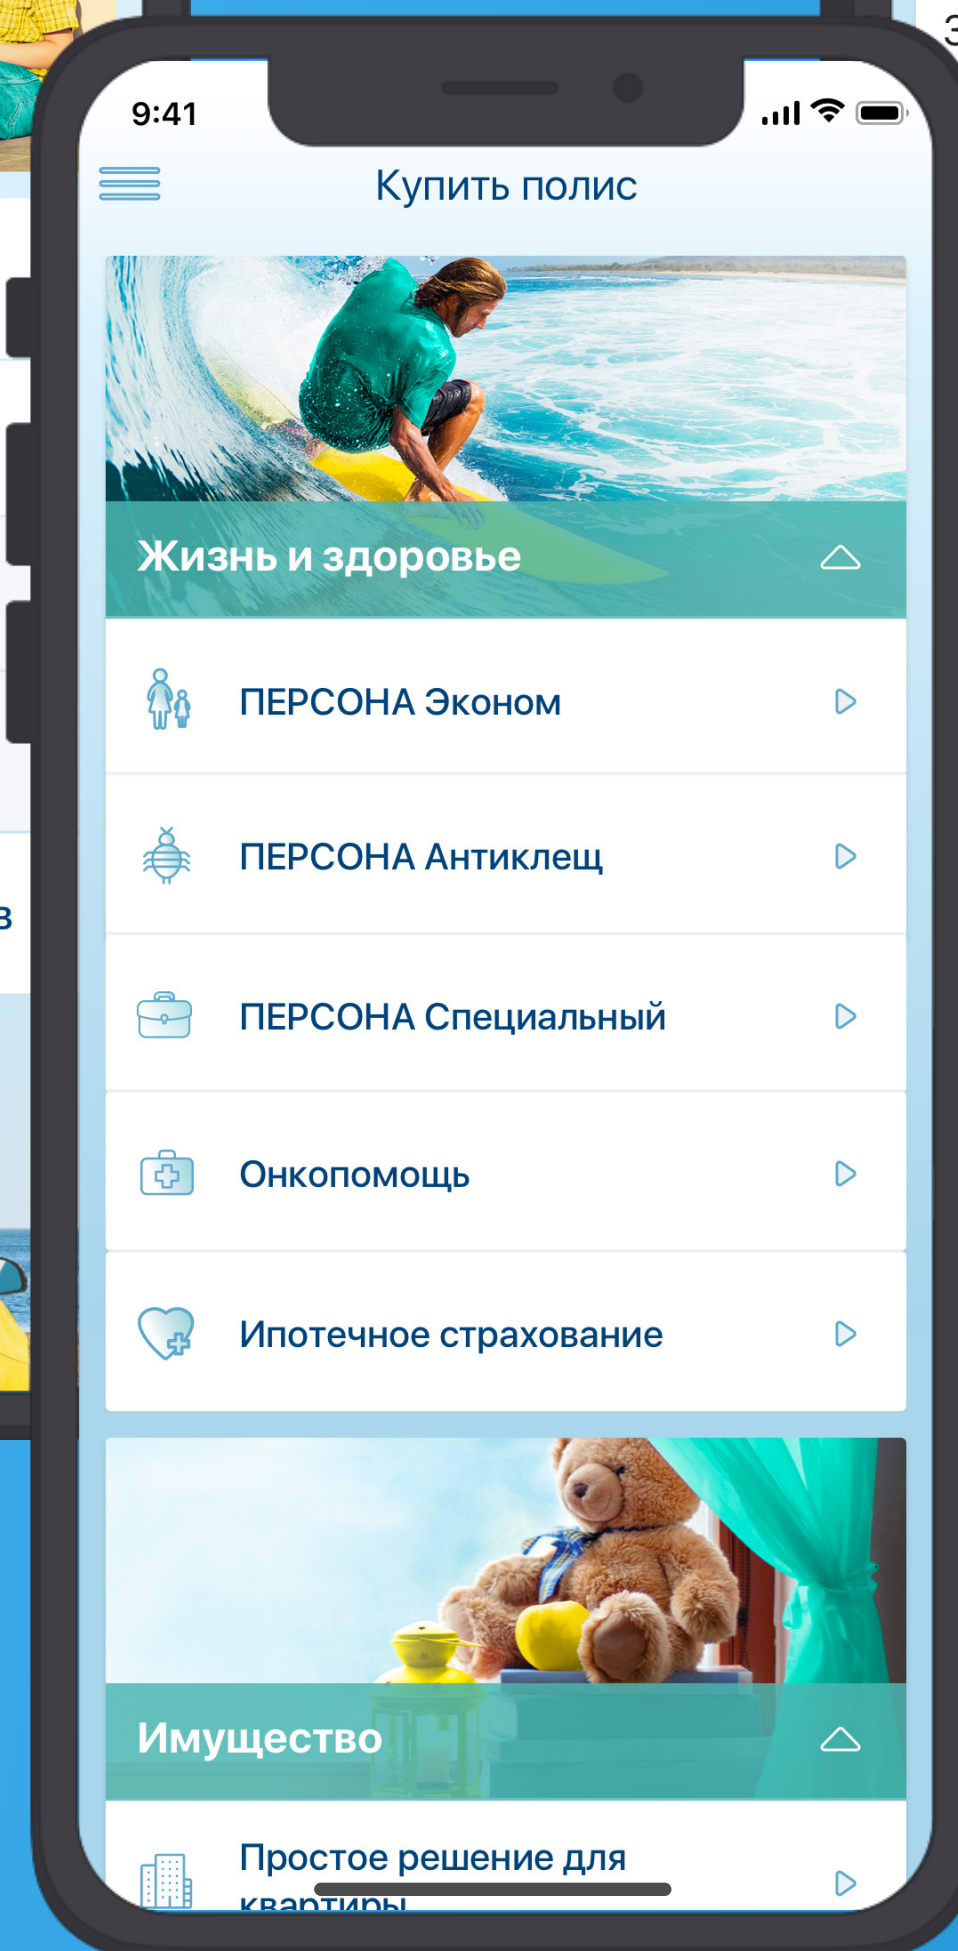 9:41
Купить полис
Жизнь и здоровье
ПЕРСОНА Эконом
ПЕРСОНА Антиклещ
ПЕРСОНА Специальный
Онкопомощь
Ипотечное страхование
Имущество
Простое решение для
квартиры